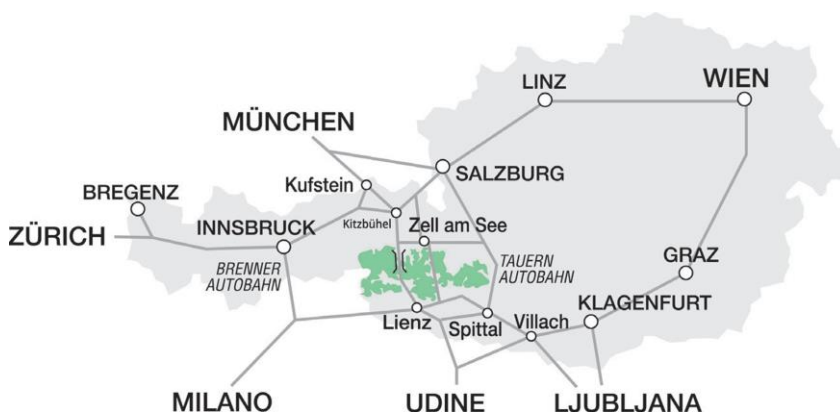 WIEN
LINZ
MÜNCHEN
SALZBURG
Kufstein
BREGENZ
Kitzbühel
INNSBRUCK
Zell am See
ZÜRICH
BRENNER
AUTOBAHN
TAUERN
AUTOBAHN
GRAZ
KLAGENFURT
Lienz
Spittal
Villach
MILANO
UDINE
LJUBLJANA